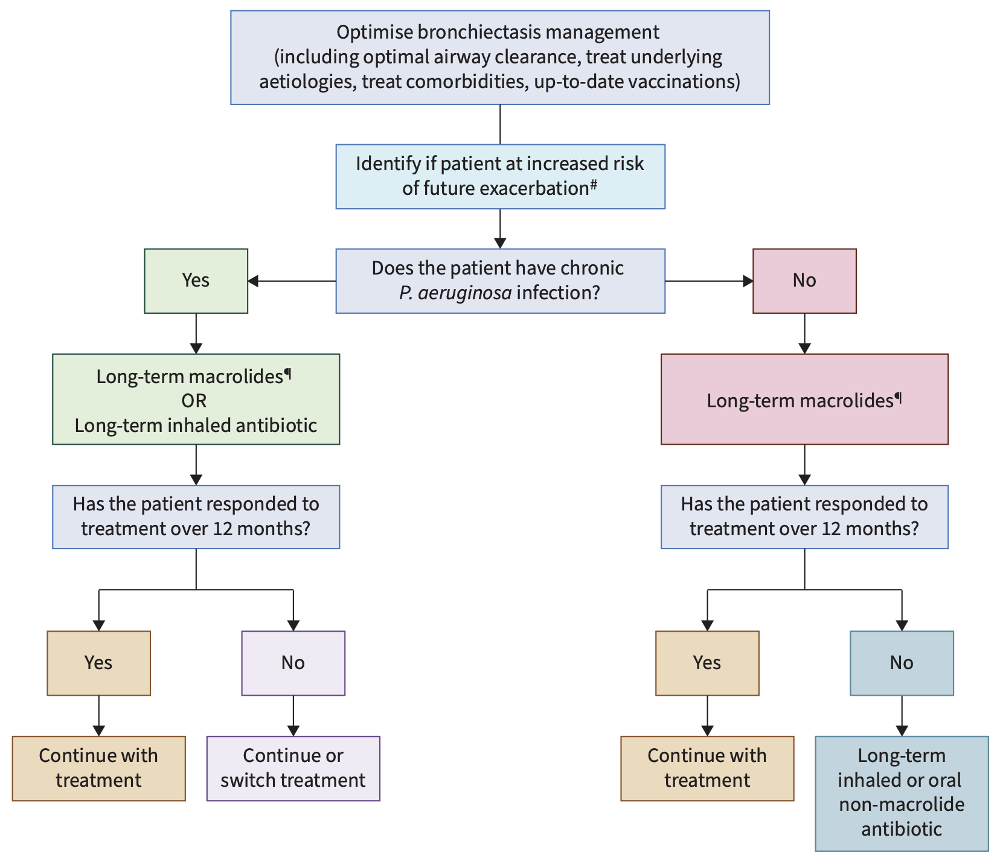 Optimise bronchiectasis management
(including optimal airway clearance, treat underlying
aetiologies, treat comorbidities, up-to-date vaccinations)
Identify if patient at increased risk
of future exacerbation#
Does the patient have chronic
P. aeruginosa infection?
Yes
No
Long-term macrolides¶
OR
Long-term inhaled antibiotic
Long-term macrolides¶
Has the patient responded to
treatment over 12 months?
Has the patient responded to
treatment over 12 months?
Yes
No
Yes
No
Continue with
treatment
Continue or
switch treatment
Continue with
treatment
Long-term
inhaled or oral
non-macrolide
antibiotic